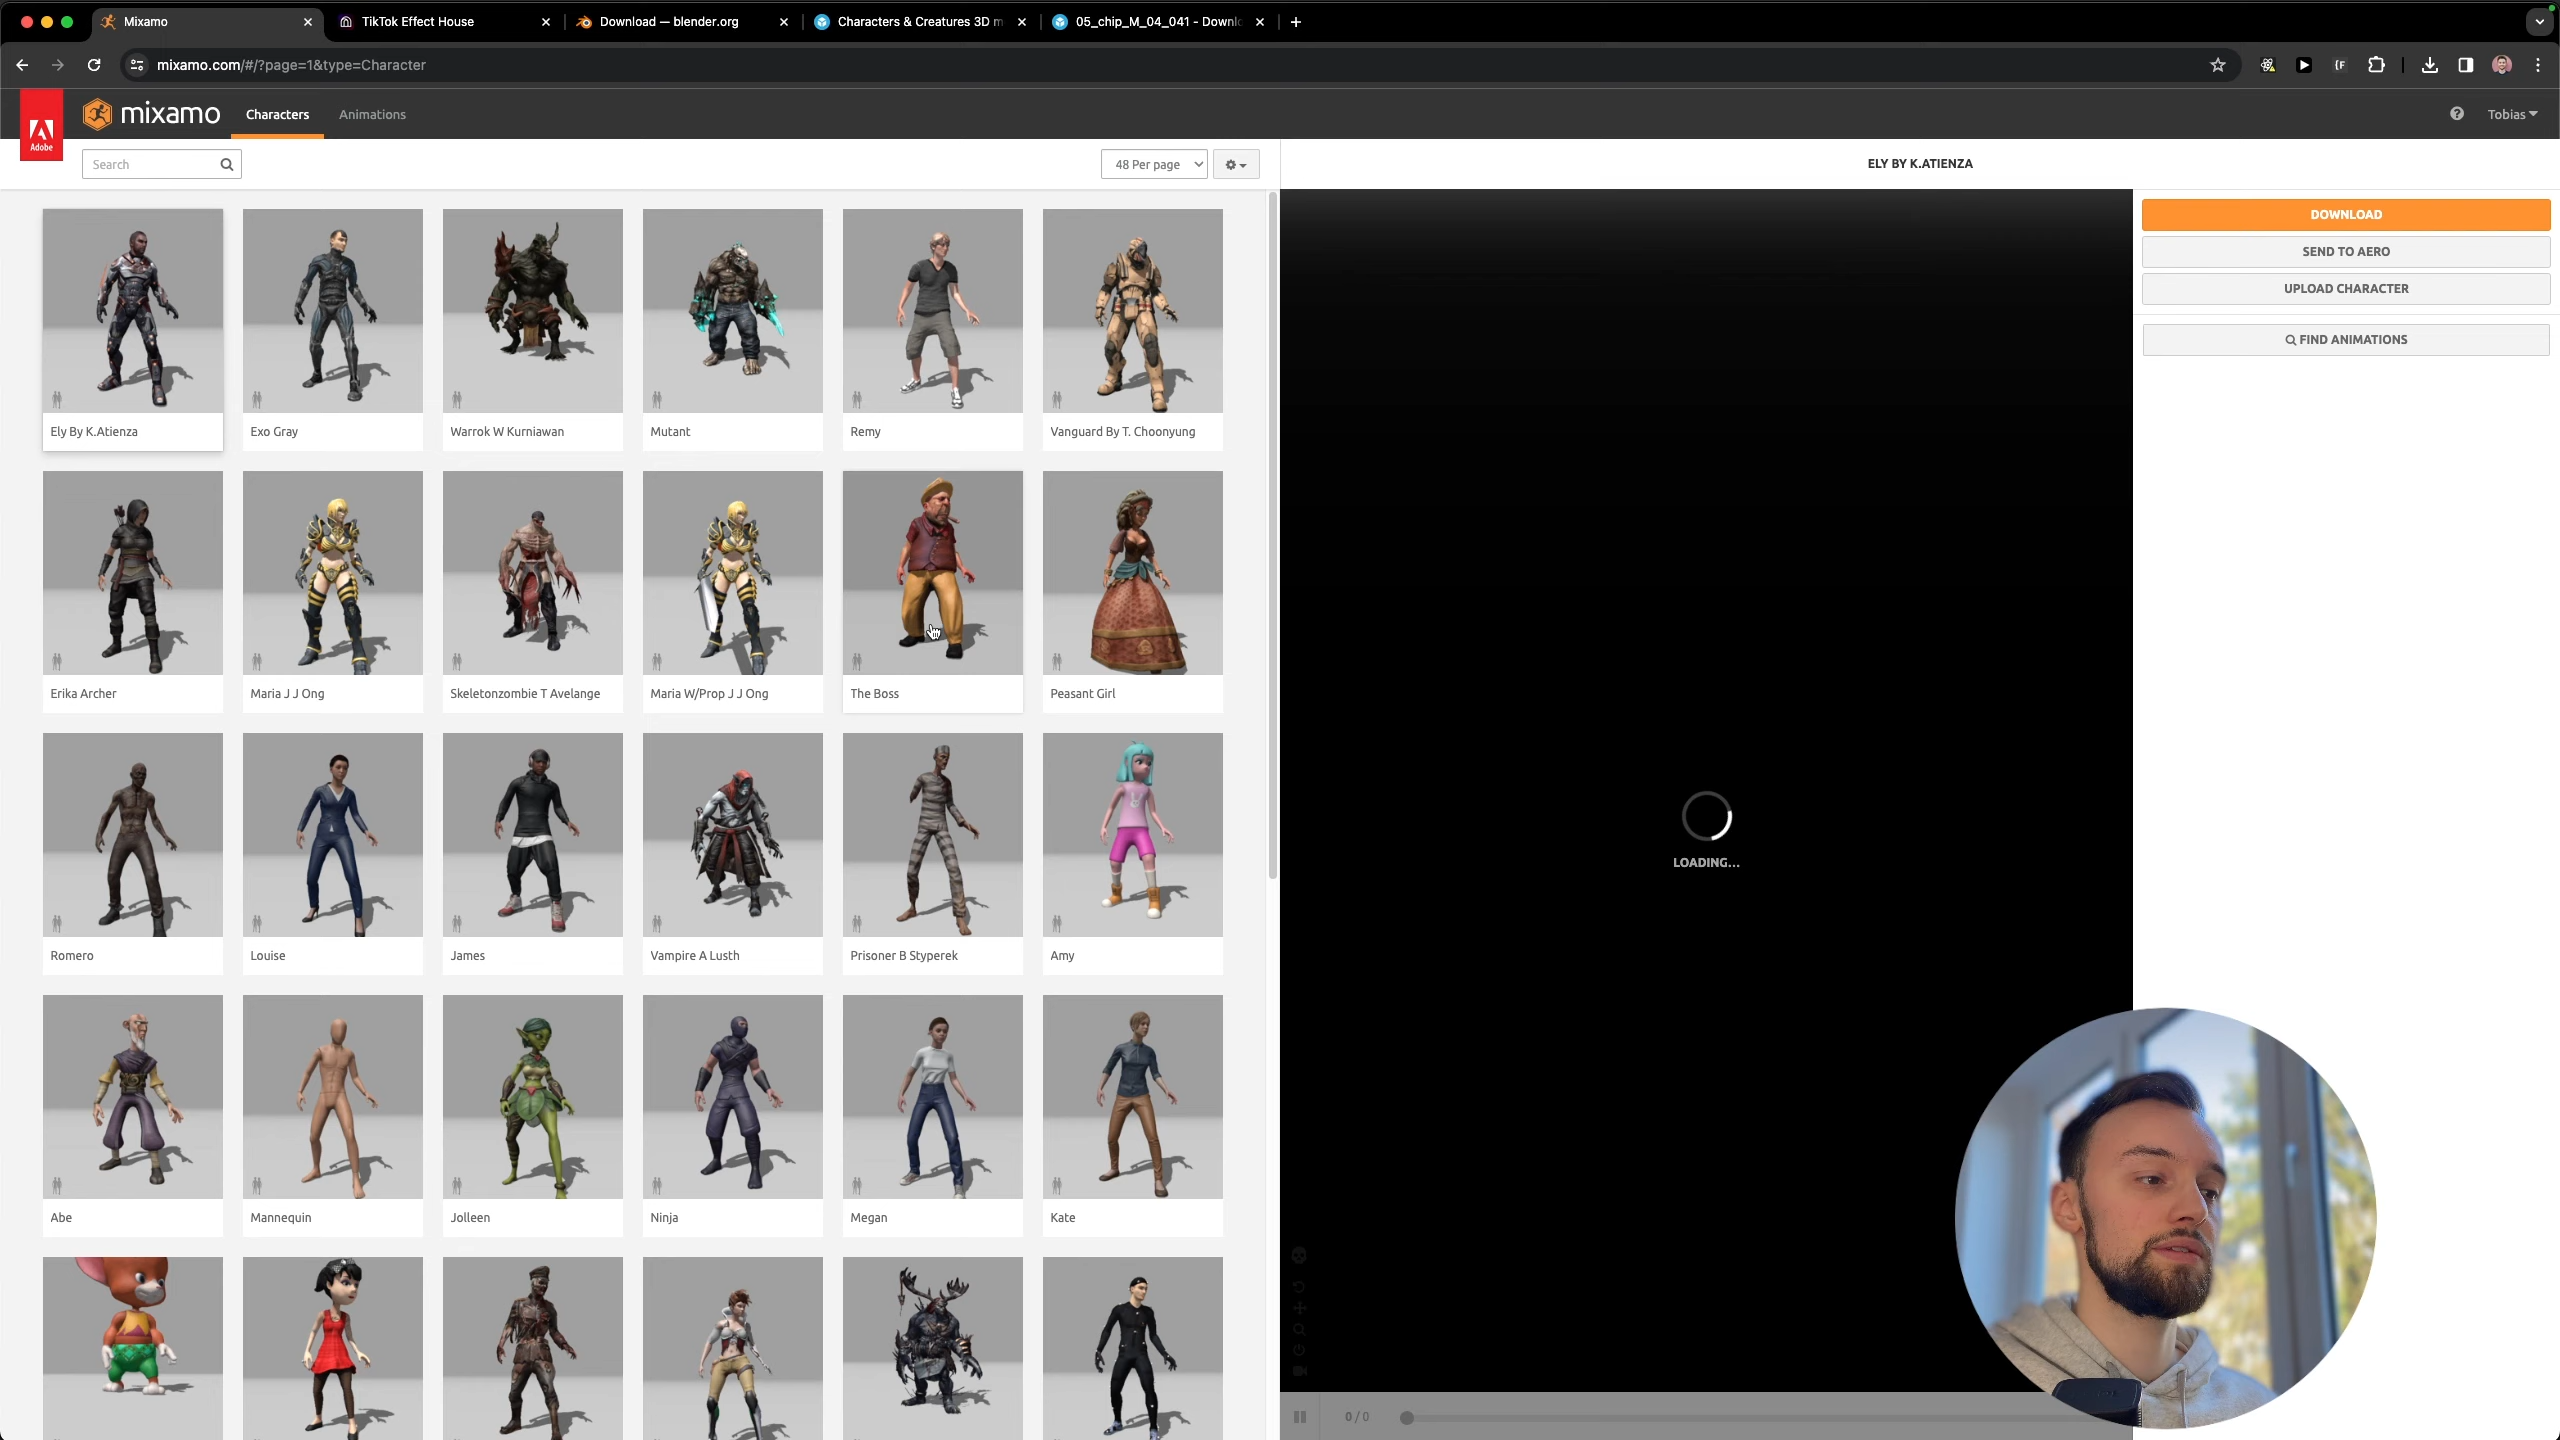 Mixamo
TikTok Effect House
Download — blender.org
Characters & Creatures 3D m
05_chip_M_04_041 - Downl
mixamo.com/#/?page=1&type=Character
Adobe
mixamo
Characters
Animations
Tobias
Search
48 Per page
ELY BY K.ATIENZA
DOWNLOAD
SEND TO AERO
UPLOAD CHARACTER
FIND ANIMATIONS
Ely By K.Atienza
Exo Gray
Warrok W Kurniawan
Mutant
Remy
Vanguard By T. Choonyung
Erika Archer
Maria J J Ong
Skeletonzombie T Avelange
Maria W/Prop J J Ong
The Boss
Peasant Girl
LOADING...
Romero
Louise
James
Vampire A Lusth
Prisoner B Styperek
Amy
Abe
Mannequin
Jolleen
Ninja
Megan
Kate
0 / 0